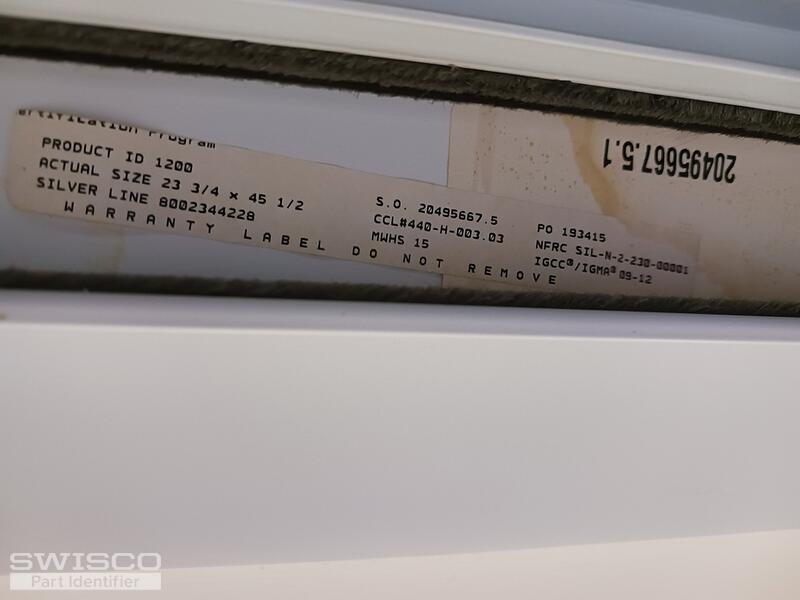 ertification Program
PRODUCT ID 1200
ACTUAL SIZE 23 3/4 x 45 1/2
SILVER LINE 8002344228
S.O. 20495667.5
CCL#440-H-003.03
MWHS 15
PO 193415
NFRC SIL-N-2-230-00001
IGCC®/IGMA® 09-12
WARRANTY LABEL DO NOT REMOVE
20495667.5.1
SWISCO
Part Identifier